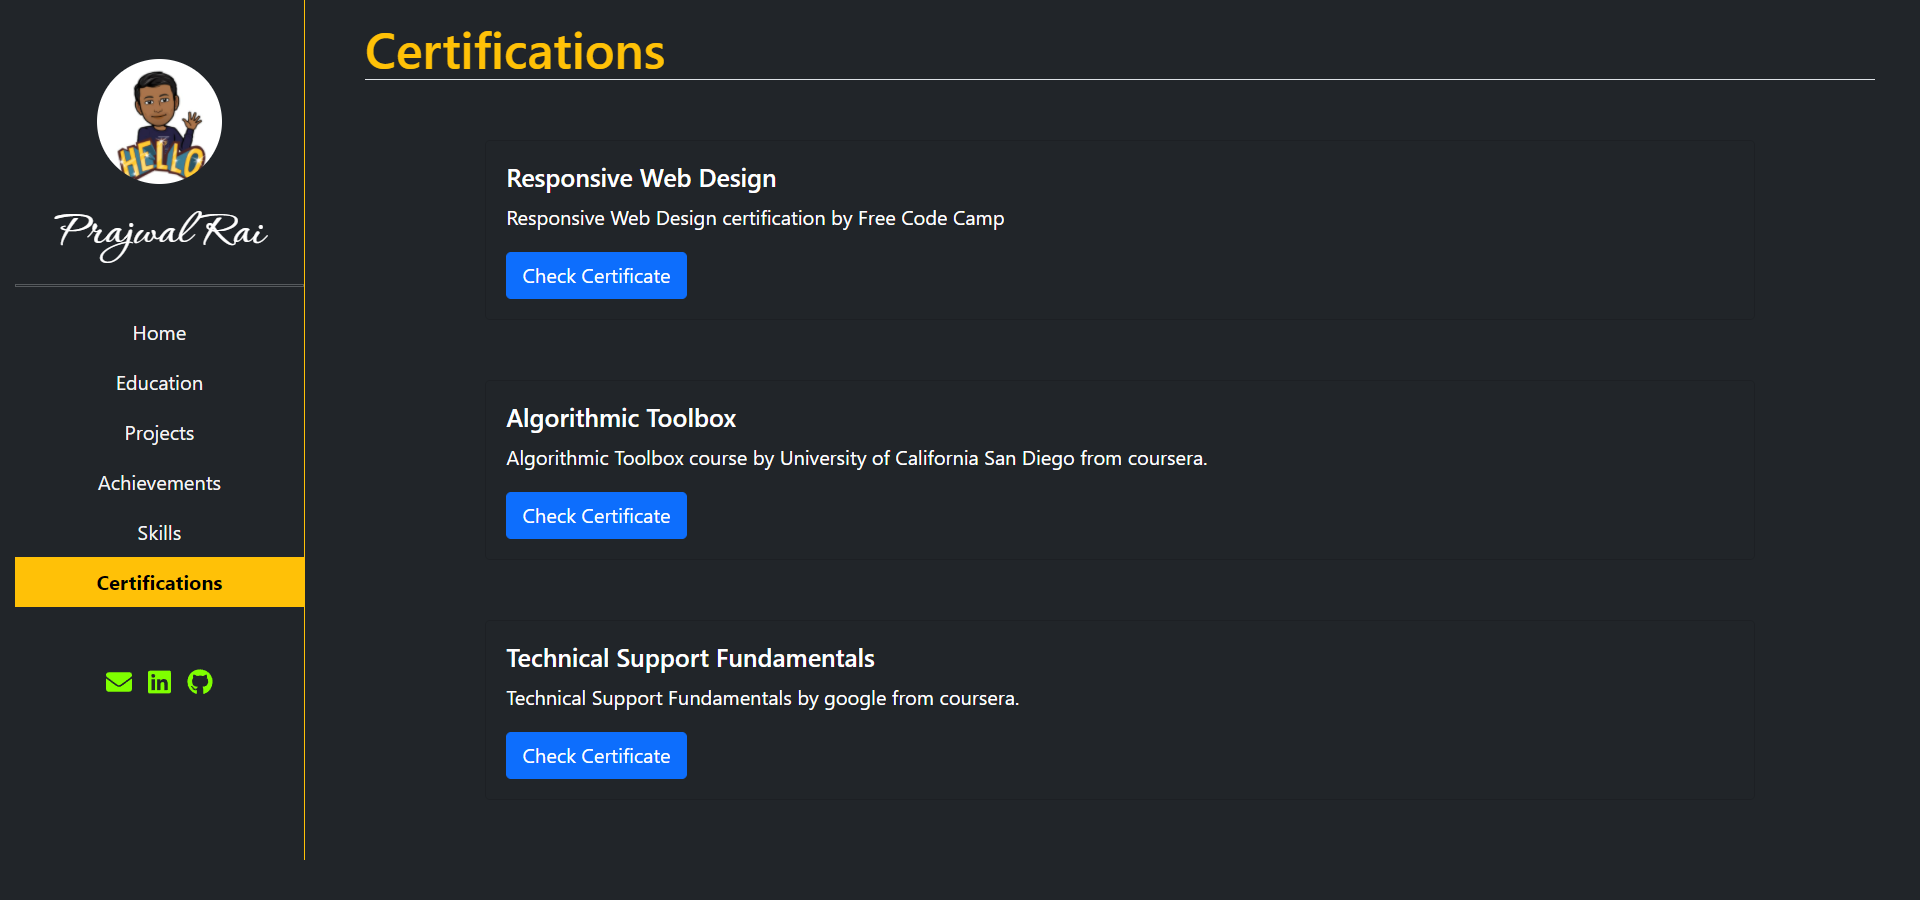 HELLO
Prajwal Rai
Home
Education
Projects
Achievements
Skills
Certifications
Certifications
Responsive Web Design
Responsive Web Design certification by Free Code Camp
Check Certificate
Algorithmic Toolbox
Algorithmic Toolbox course by University of California San Diego from coursera.
Check Certificate
Technical Support Fundamentals
Technical Support Fundamentals by google from coursera.
Check Certificate